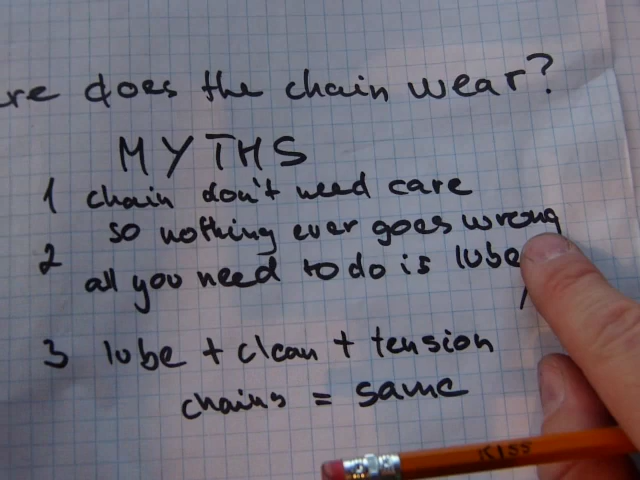 re does the chain wear?
MYTHS
1 chain don't need care
so nothing ever goes wrong
2 all you need to do is lube
3 lube + clean + tension
chains = same
KISS